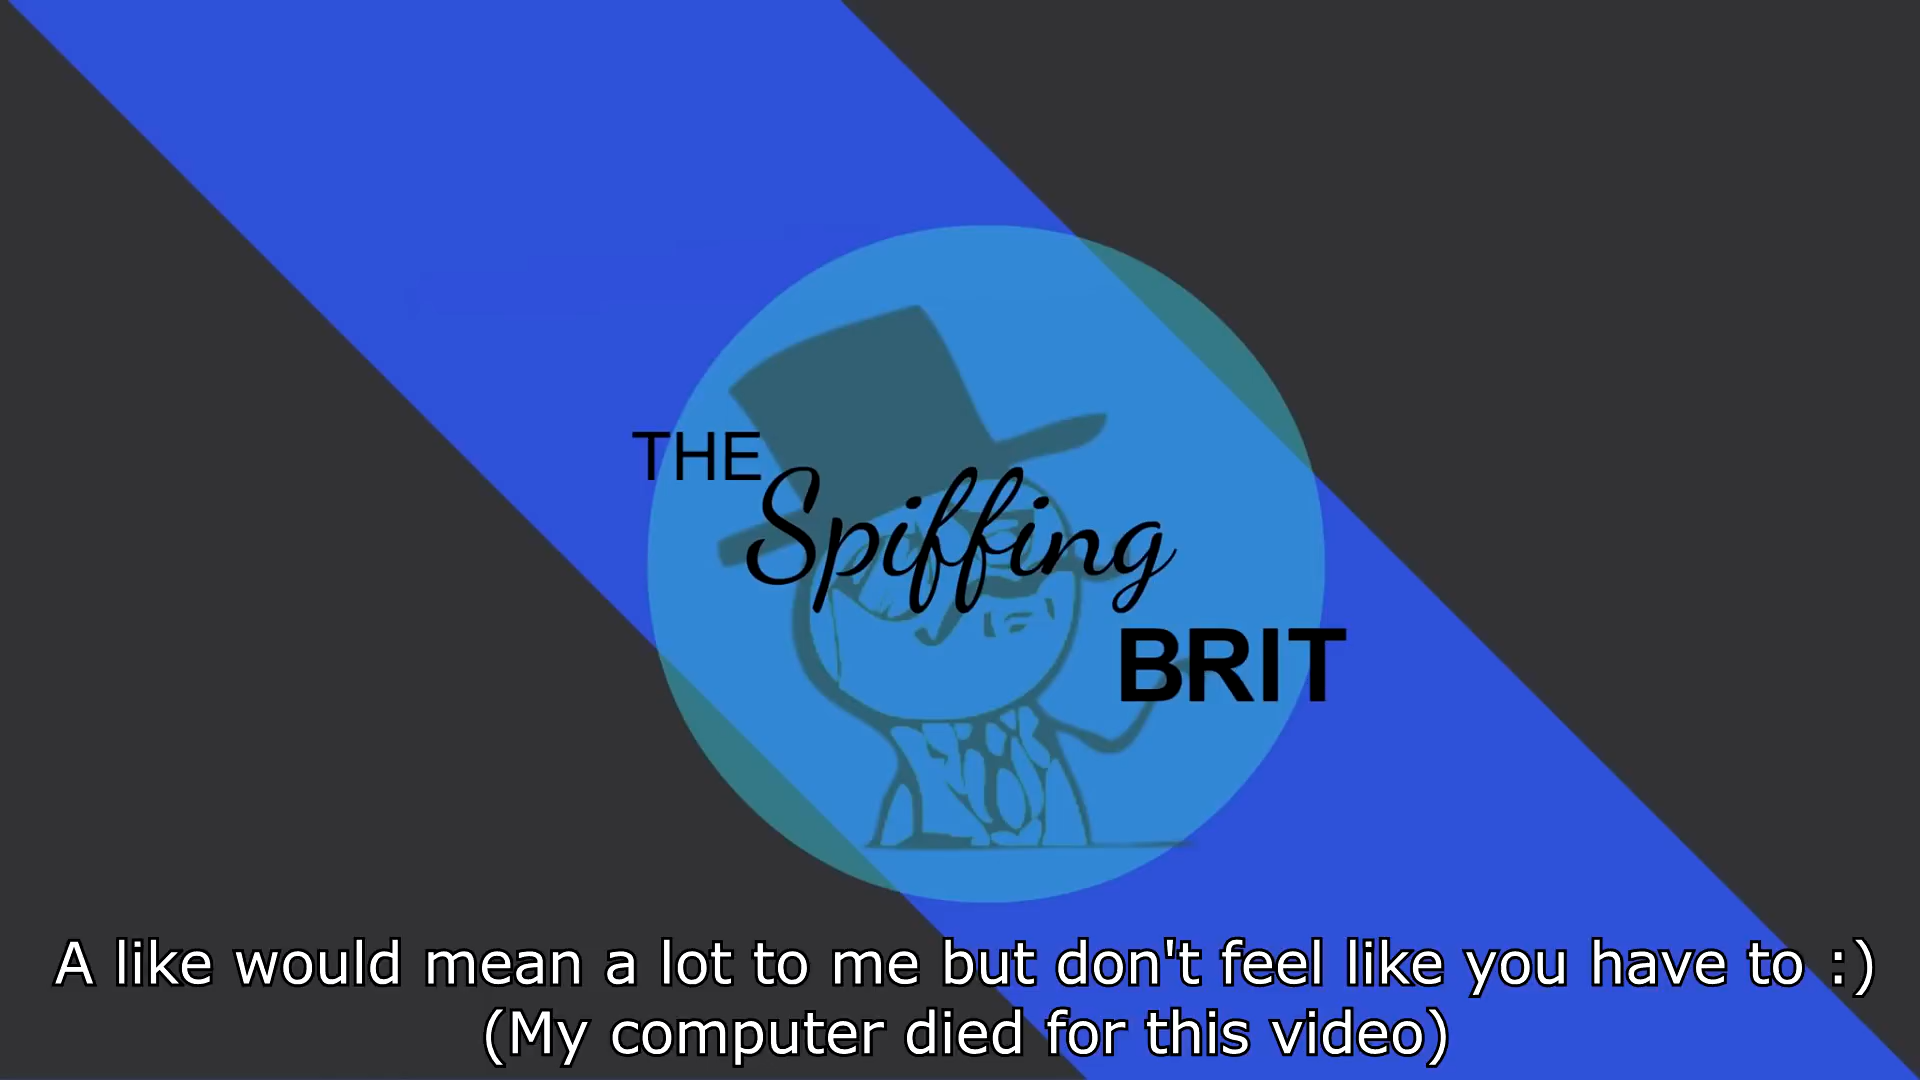 THE
Spiffing
BRIT
A like would mean a lot to me but don't feel like you have to :)
(My computer died for this video)